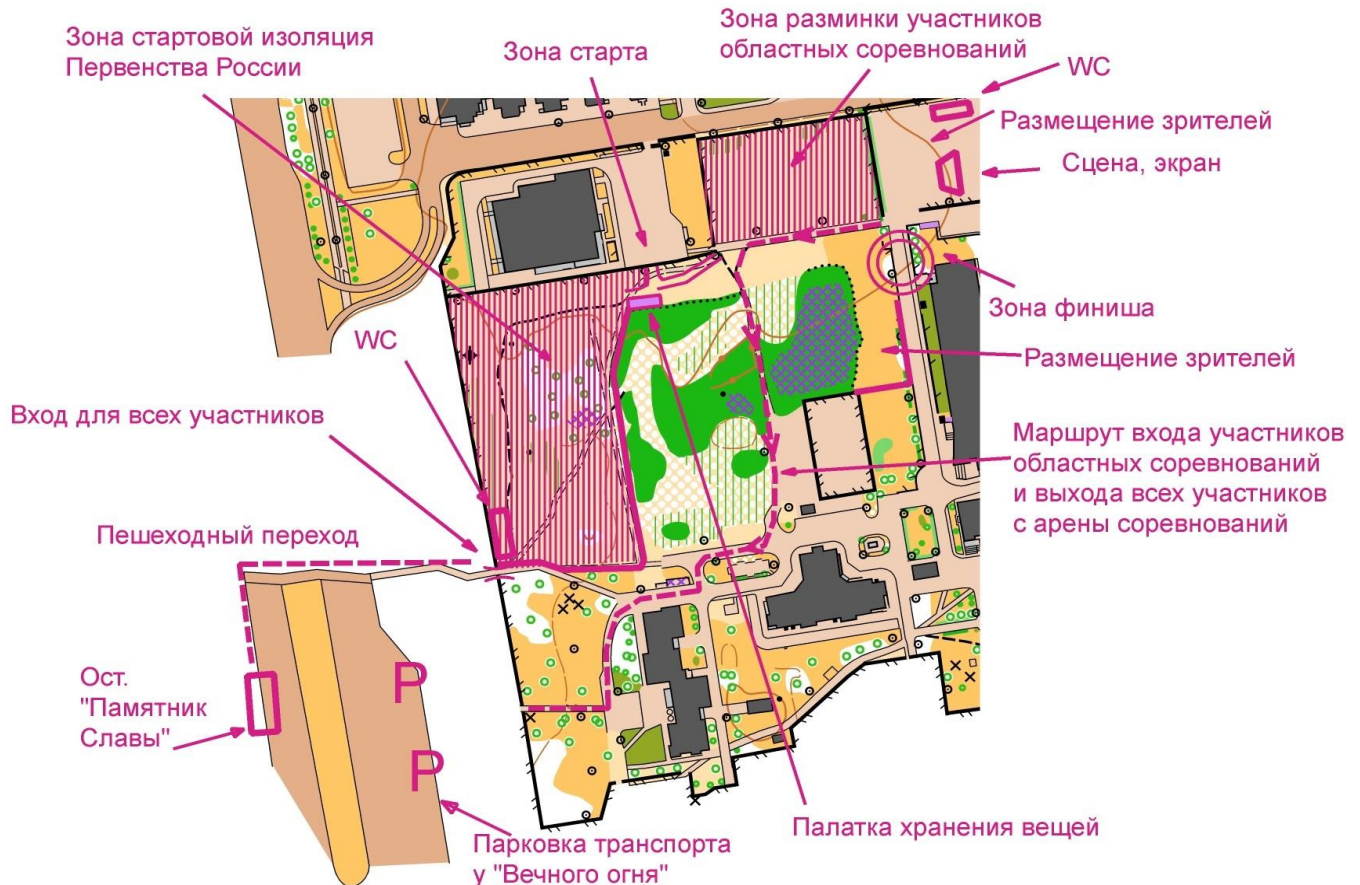 Зона стартовой изоляция
Первенства России
Зона старта
Зона разминки участников
областных соревнований
WC
Размещение зрителей
Сцена, экран
Зона финиша
WC
Размещение зрителей
Вход для всех участников
Маршрут входа участников
областных соревнований
и выхода всех участников
с арены соревнований
Пешеходный переход
Ост.
"Памятник
Славы"
P
P
Палатка хранения вещей
Парковка транспорта
у "Вечного огня"